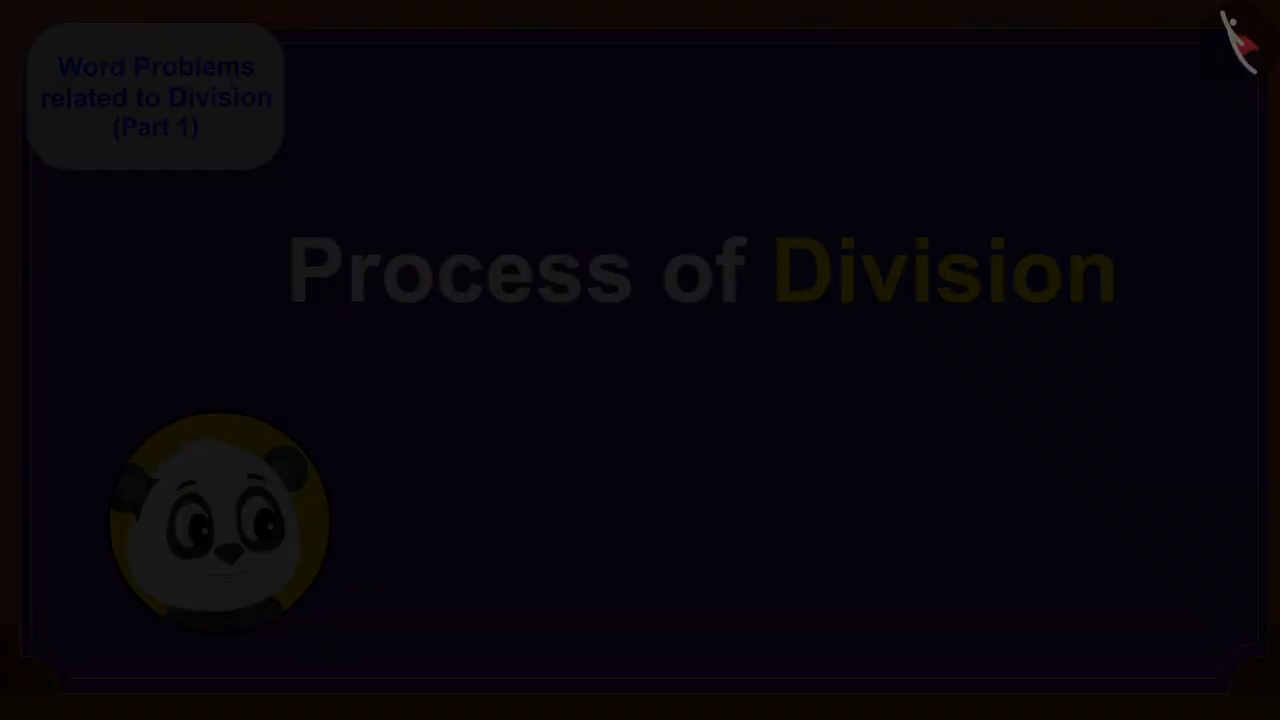 Word Problems
related to Division
(Part 1)
Process of Division